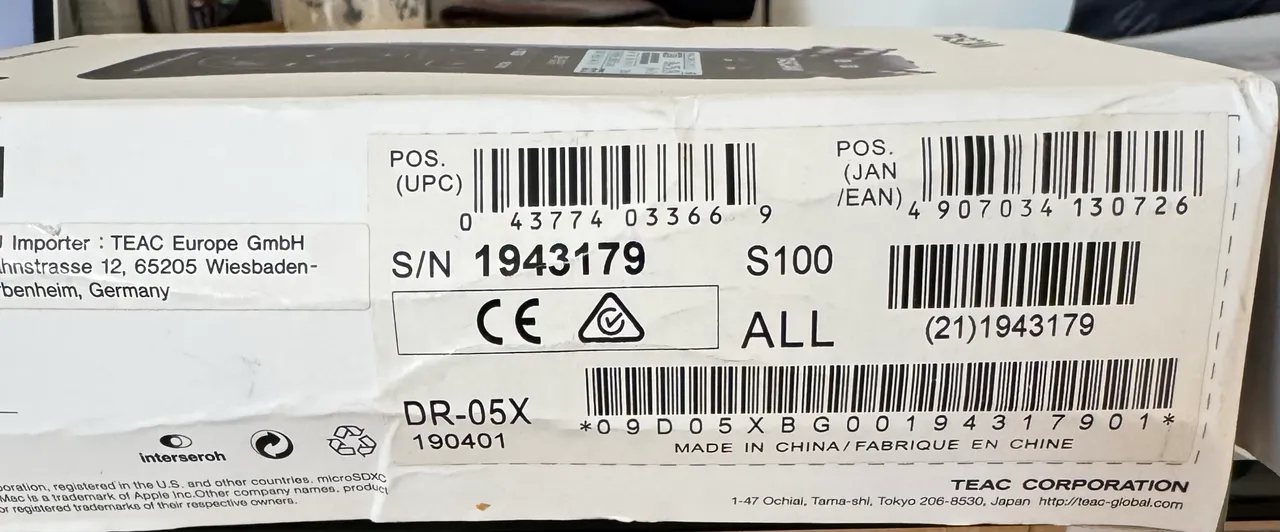 POS.
(UPC)
0 43774 03366 9
POS.
(JAN
/EAN)
4 907034 130726
Importer : TEAC Europe GmbH
hnstrasse 12, 65205 Wiesbaden-
benheim, Germany
S/N 1943179
S100
(21)1943179
CE
ALL
DR-05X
190401
*09D05XBG00194317901*
MADE IN CHINA/FABRIQUE EN CHINE
interseroh
oration, registered in the U.S. and other countries. microSDXC
Mac is a trademark of Apple Inc.Other company names, product
or registered trademarks of their respective owners.
TEAC CORPORATION
1-47 Ochiai, Tama-shi, Tokyo 206-8530, Japan http://teac-global.com